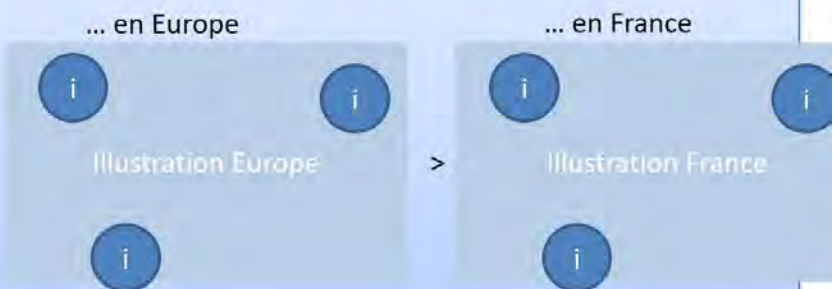 ... en Europe
... en France
i
i
i
i
Illustration Europe
>
Illustration France
i
i